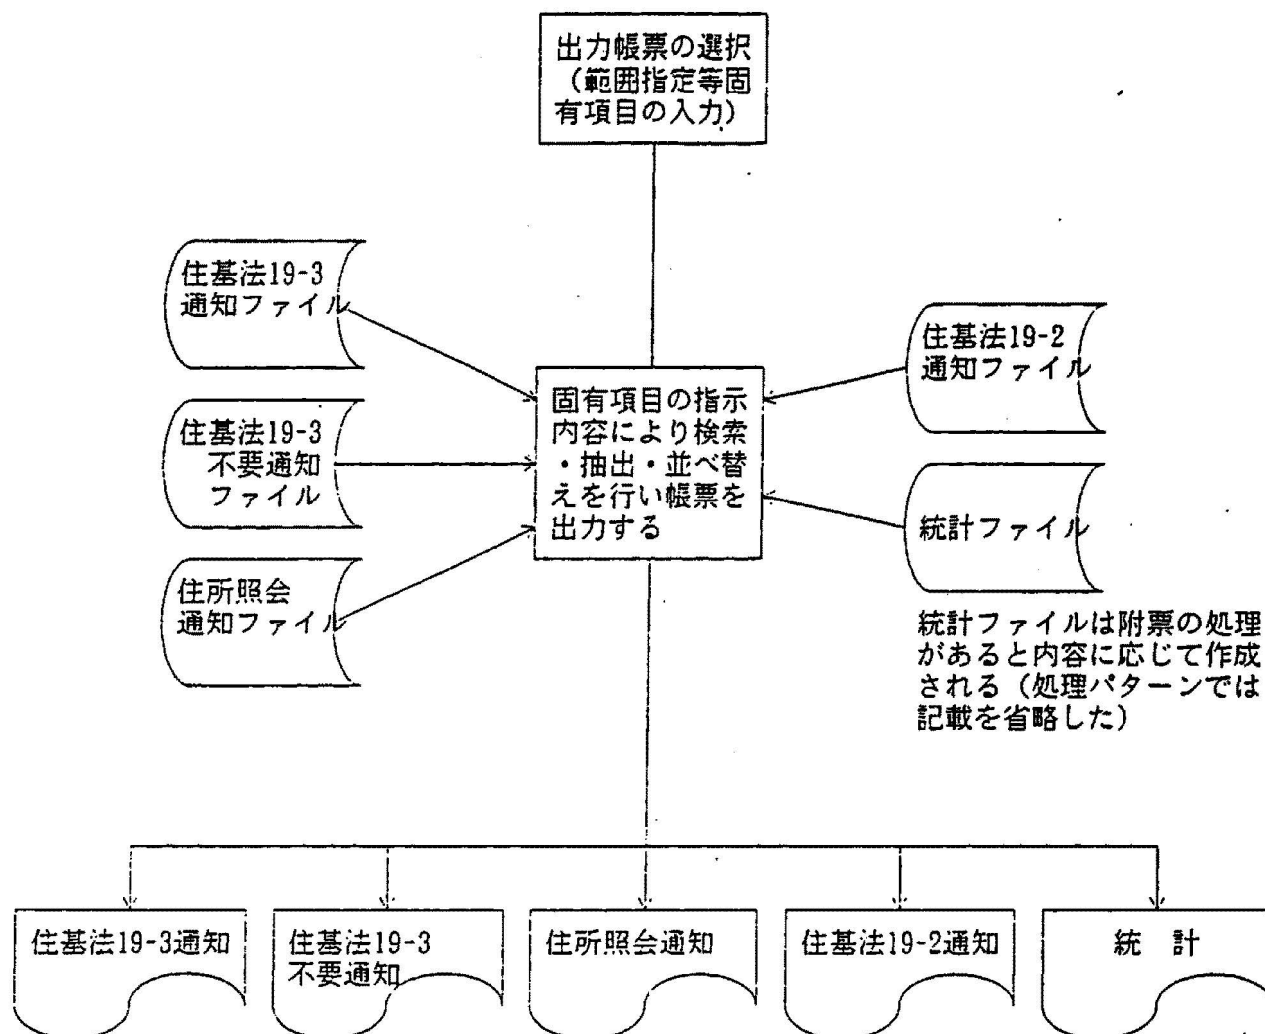 出力帳票の選択
（範囲指定等固
有項目の入力）
住基法19-3
通知ファイル
住基法19-2
通知ファイル
固有項目の指示
内容により検索
・抽出・並べ替
えを行い帳票を
出力する
住基法19-3
不要通知
ファイル
統計ファイル
住所照会
通知ファイル
統計ファイルは附票の処理
があると内容に応じて作成
される（処理パターンでは
記載を省略した）
住基法19-3通知
住基法19-3
不要通知
住所照会通知
住基法19-2通知
統　計